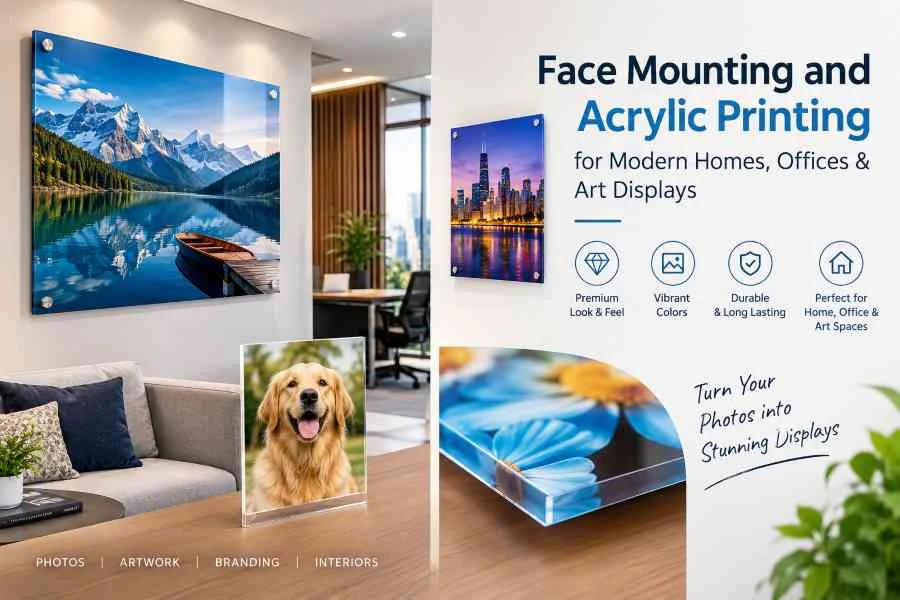 Face Mounting and
Acrylic Printing
for Modern Homes, Offices &
Art Displays
Premium
Look & Feel
Vibrant
Colors
Durable
& Long Lasting
Perfect for
Home, Office &
Art Spaces
Turn Your
Photos into
Stunning Displays
PHOTOS | ARTWORK | BRANDING | INTERIORS